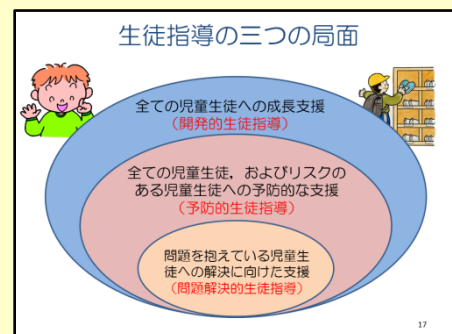 生徒指導の三つの局面
全ての児童生徒への成長支援
（開発的生徒指導）
全ての児童生徒，およびリスクの
ある児童生徒への予防的な支援
（予防的生徒指導）
問題を抱えている児童生
徒への解決に向けた支援
（問題解決的生徒指導）
17